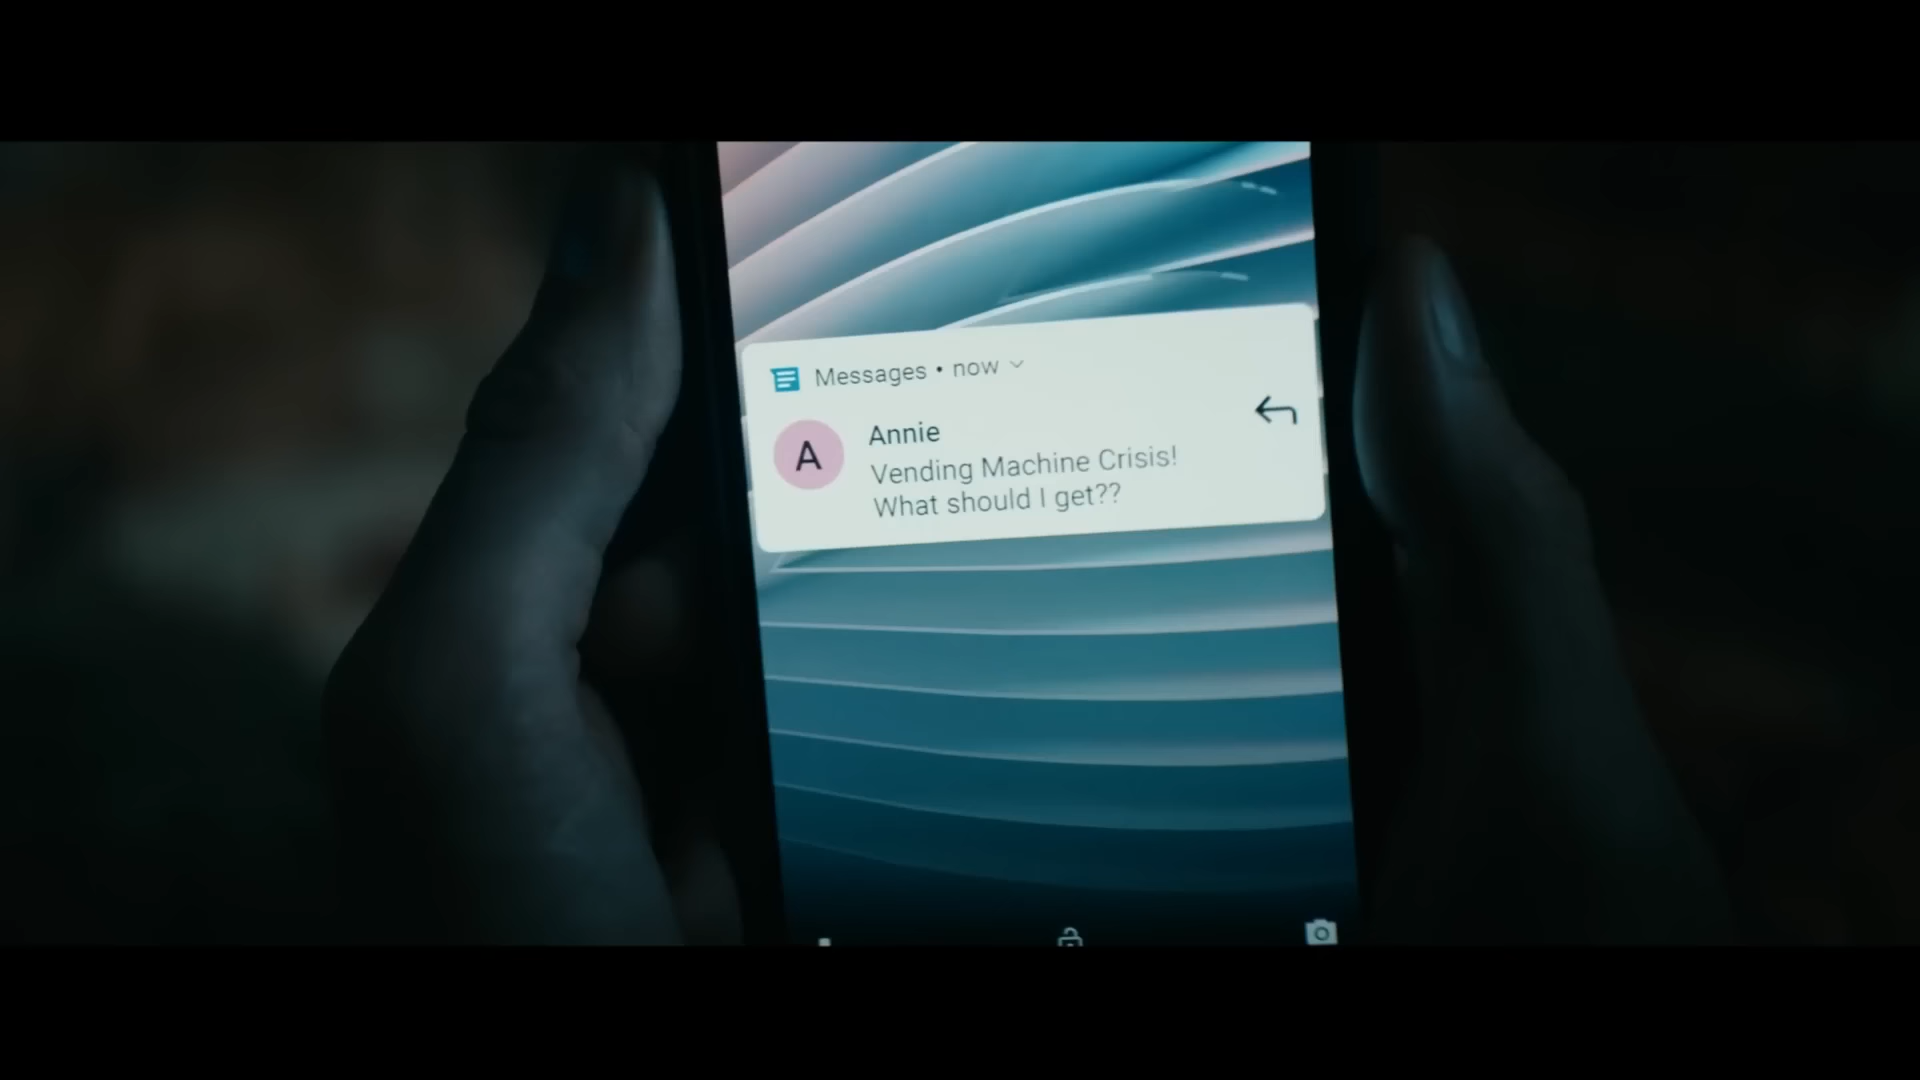 Messages • now
A
Annie
Vending Machine Crisis!
What should I get??